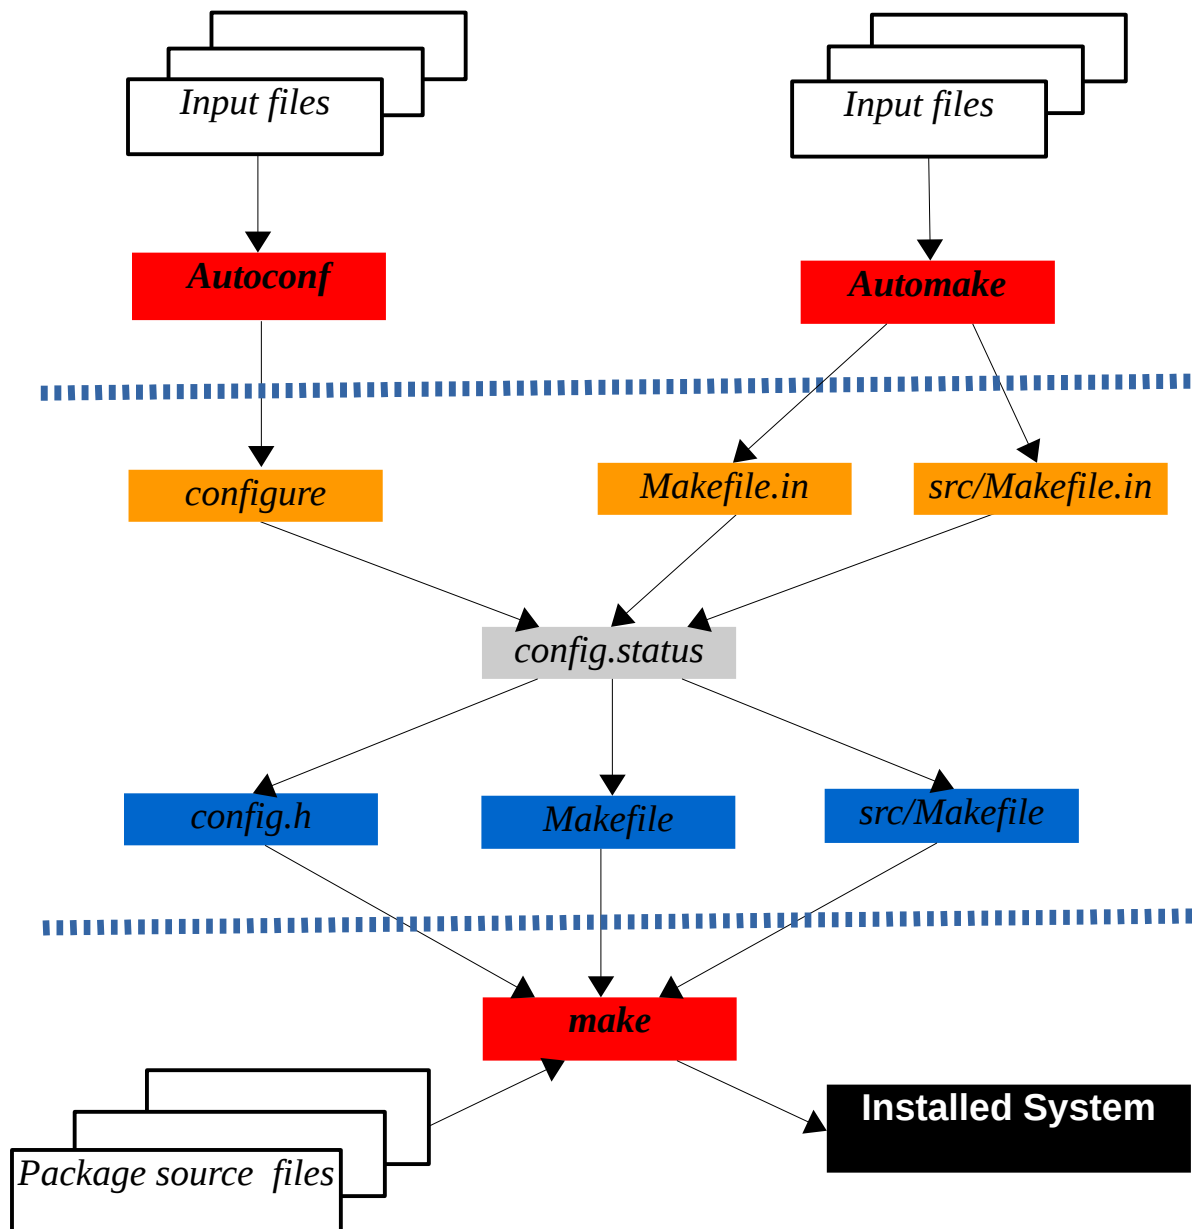 Input files
Input files
Autoconf
Automake
configure
Makefile.in
src/Makefile.in
config.status
config.h
Makefile
src/Makefile
make
Installed System
Package source  files